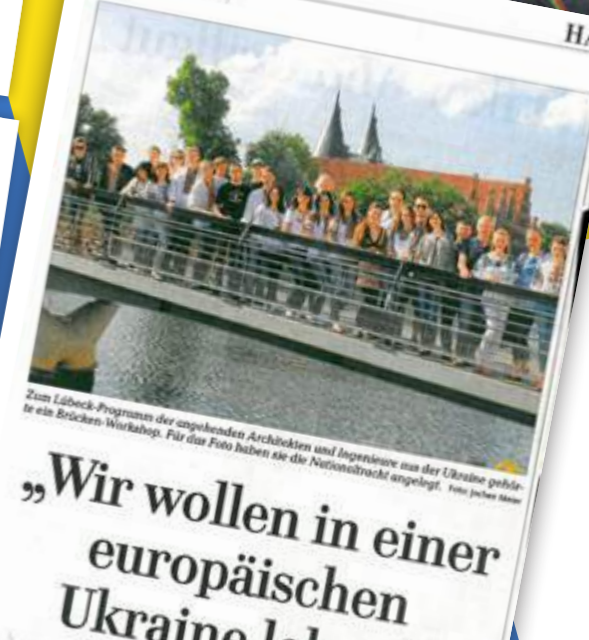 HA
Zum Lübeck-Programm der angehenden Architekten und Ingenieure aus der Ukraine gehör-
te ein Brücken-Workshop. Für das Foto haben sie die Nationaltracht angelegt. Foto: Jochen
„Wir wollen in einer
europäischen
Ukraine